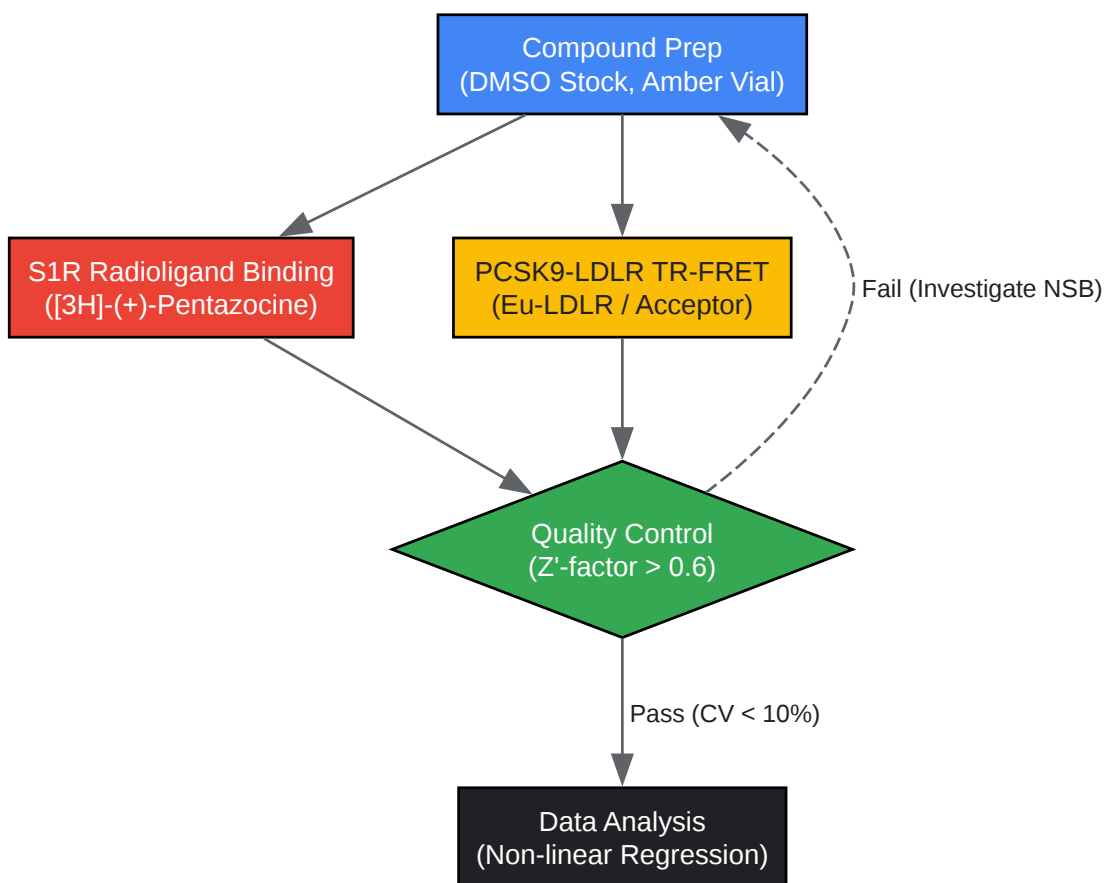 Compound Prep
(DMSO Stock, Amber Vial)
S1R Radioligand Binding
([3H]-(+)-Pentazocine)
PCSK9-LDLR TR-FRET
(Eu-LDLR / Acceptor)
Fail (Investigate NSB)
Quality Control
(Z'-factor > 0.6)
Pass (CV < 10%)
Data Analysis
(Non-linear Regression)